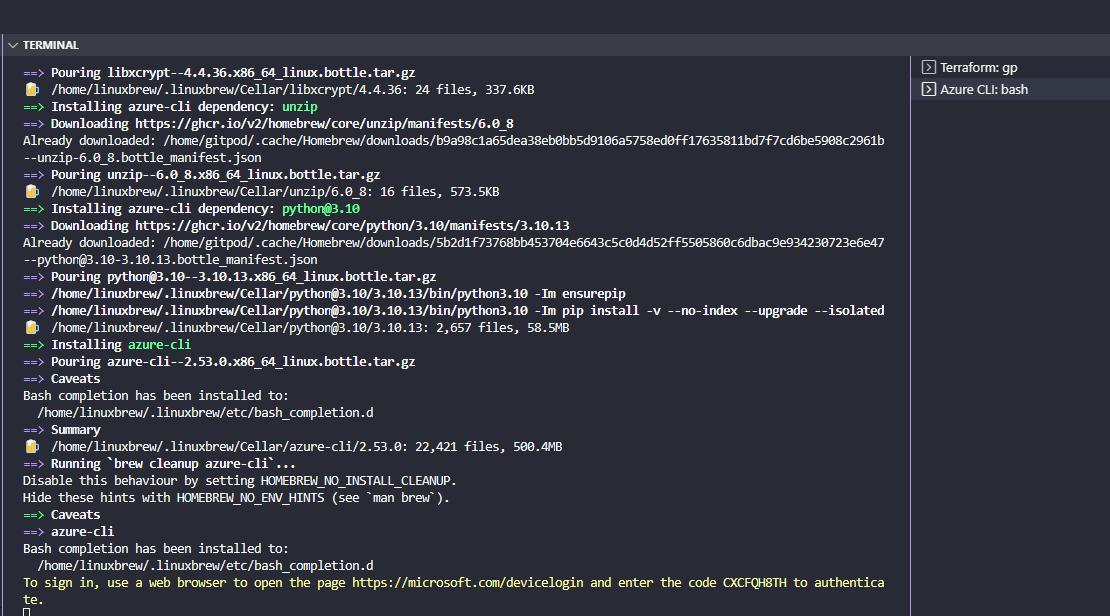 TERMINAL
==> Pouring libxcrypt--4.4.36.x86_64_linux.bottle.tar.gz
/home/linuxbrew/.linuxbrew/Cellar/libxcrypt/4.4.36: 24 files, 337.6KB
==> Installing azure-cli dependency: unzip
==> Downloading https://ghcr.io/v2/homebrew/core/unzip/manifests/6.0_8
Already downloaded: /home/gitpod/.cache/Homebrew/downloads/b9a98c1a65dea38eb0bb5d9106a5758ed0ff17635811bd7f7cd6be5908c2961b
--unzip-6.0_8.bottle_manifest.json
==> Pouring unzip--6.0_8.x86_64_linux.bottle.tar.gz
/home/linuxbrew/.linuxbrew/Cellar/unzip/6.0_8: 16 files, 573.5KB
==> Installing azure-cli dependency: python@3.10
==> Downloading https://ghcr.io/v2/homebrew/core/python/3.10/manifests/3.10.13
Already downloaded: /home/gitpod/.cache/Homebrew/downloads/5b2d1f73768bb453704e6643c5c0d4d52ff5505860c6dbac9e934230723e6e47
--python@3.10-3.10.13.bottle_manifest.json
==> Pouring python@3.10--3.10.13.x86_64_linux.bottle.tar.gz
==> /home/linuxbrew/.linuxbrew/Cellar/python@3.10/3.10.13/bin/python3.10 -Im ensurepip
==> /home/linuxbrew/.linuxbrew/Cellar/python@3.10/3.10.13/bin/python3.10 -Im pip install -v --no-index --upgrade --isolated
/home/linuxbrew/.linuxbrew/Cellar/python@3.10/3.10.13: 2,657 files, 58.5MB
==> Installing azure-cli
==> Pouring azure-cli--2.53.0.x86_64_linux.bottle.tar.gz
==> Caveats
Bash completion has been installed to:
/home/linuxbrew/.linuxbrew/etc/bash_completion.d
==> Summary
/home/linuxbrew/.linuxbrew/Cellar/azure-cli/2.53.0: 22,421 files, 500.4MB
==> Running `brew cleanup azure-cli`...
Disable this behaviour by setting HOMEBREW_NO_INSTALL_CLEANUP.
Hide these hints with HOMEBREW_NO_ENV_HINTS (see `man brew`).
==> Caveats
==> azure-cli
Bash completion has been installed to:
/home/linuxbrew/.linuxbrew/etc/bash_completion.d
To sign in, use a web browser to open the page https://microsoft.com/devicelogin and enter the code CXCFQH8TH to authentica
te.
Terraform: gp
Azure CLI: bash